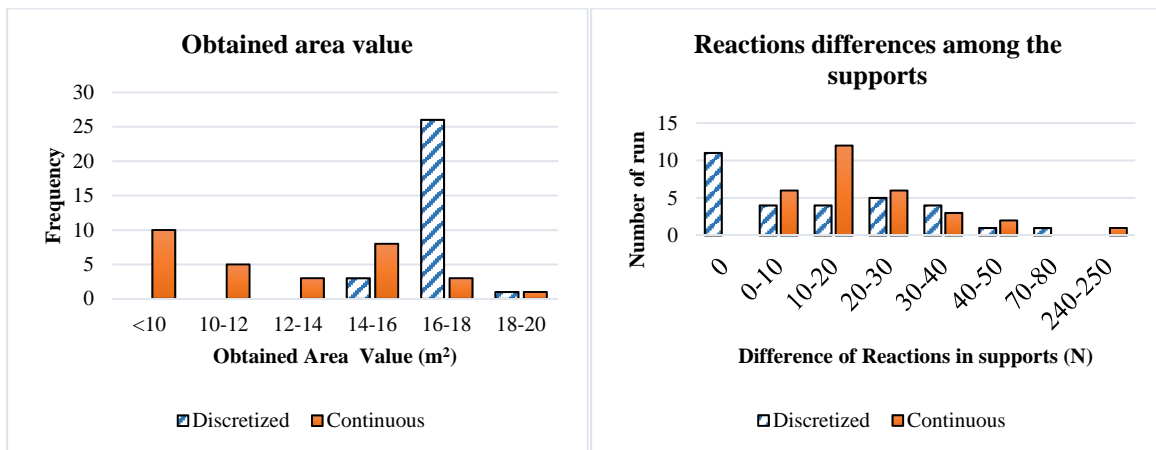 Obtained area value
30
25
20
15
10
5
0
Frequency
<10 10-12 12-14 14-16 16-18 18-20
Obtained Area Value (m²)
Discretized Continuous
Reactions differences among the
supports
15
10
5
0
Number of run
0 0-10 10-20 20-30 30-40 40-50 70-80 240-250
Difference of Reactions in supports (N)
Discretized Continuous